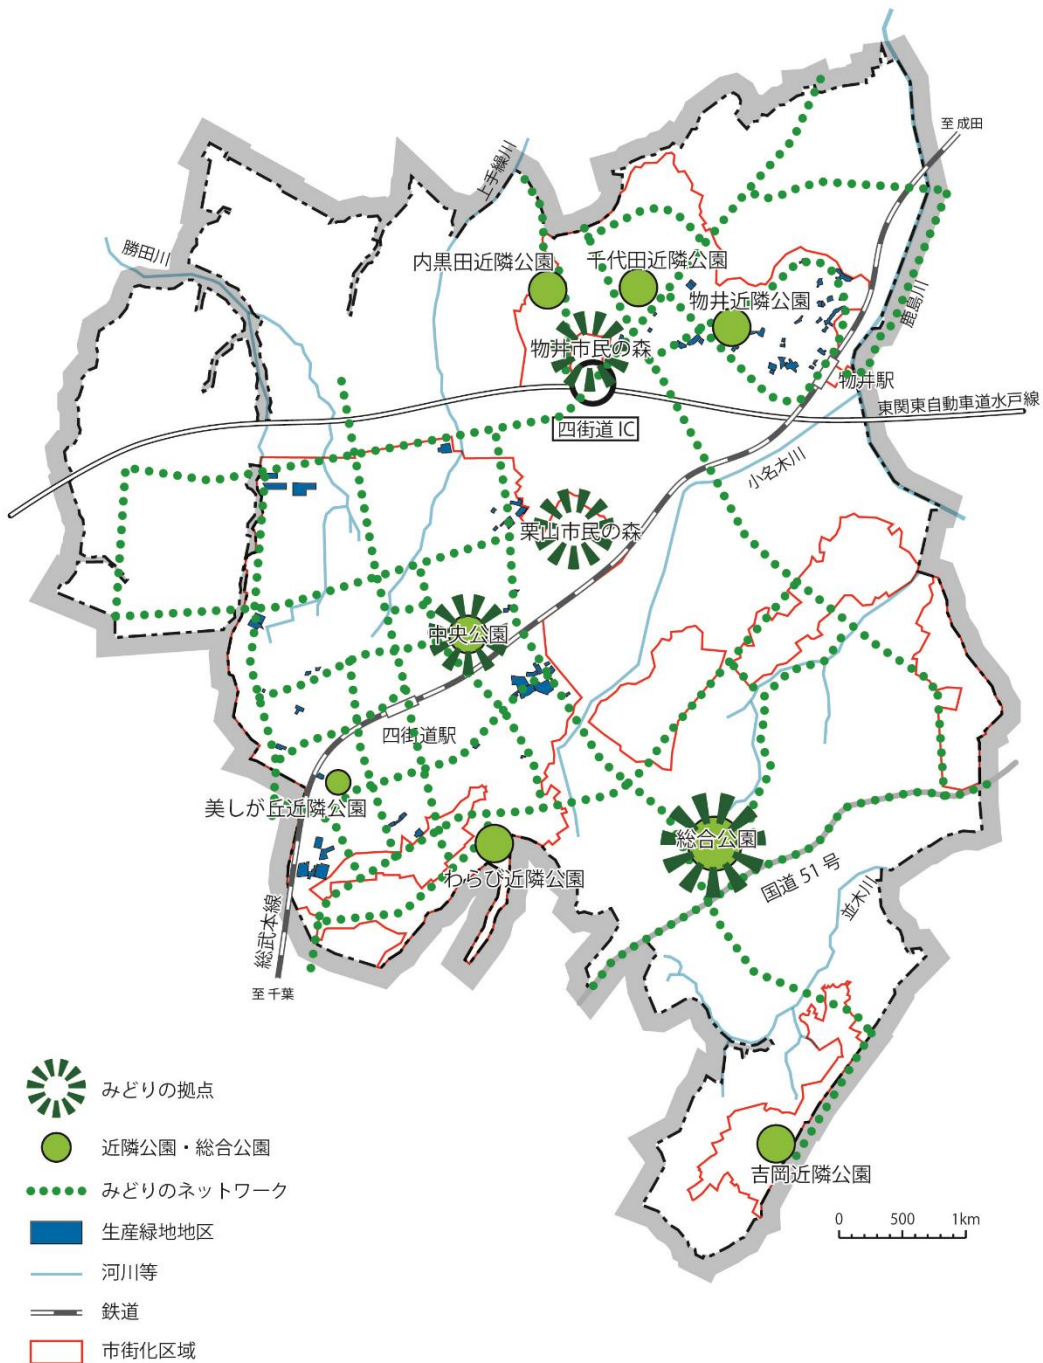 至 成田
上手繰川
勝田川
内黒田近隣公園
千代田近隣公園
物井近隣公園
鹿島川
物井市民の森
物井駅
東関東自動車道水戸線
四街道 IC
小名木川
栗山市民の森
中央公園
四街道駅
美しが丘近隣公園
総合公園
わらび近隣公園
国道 51 号
並木川
総武本線
至 千葉
吉岡近隣公園
みどりの拠点
近隣公園・総合公園
みどりのネットワーク
生産緑地地区
河川等
鉄道
市街化区域
0 500 1km